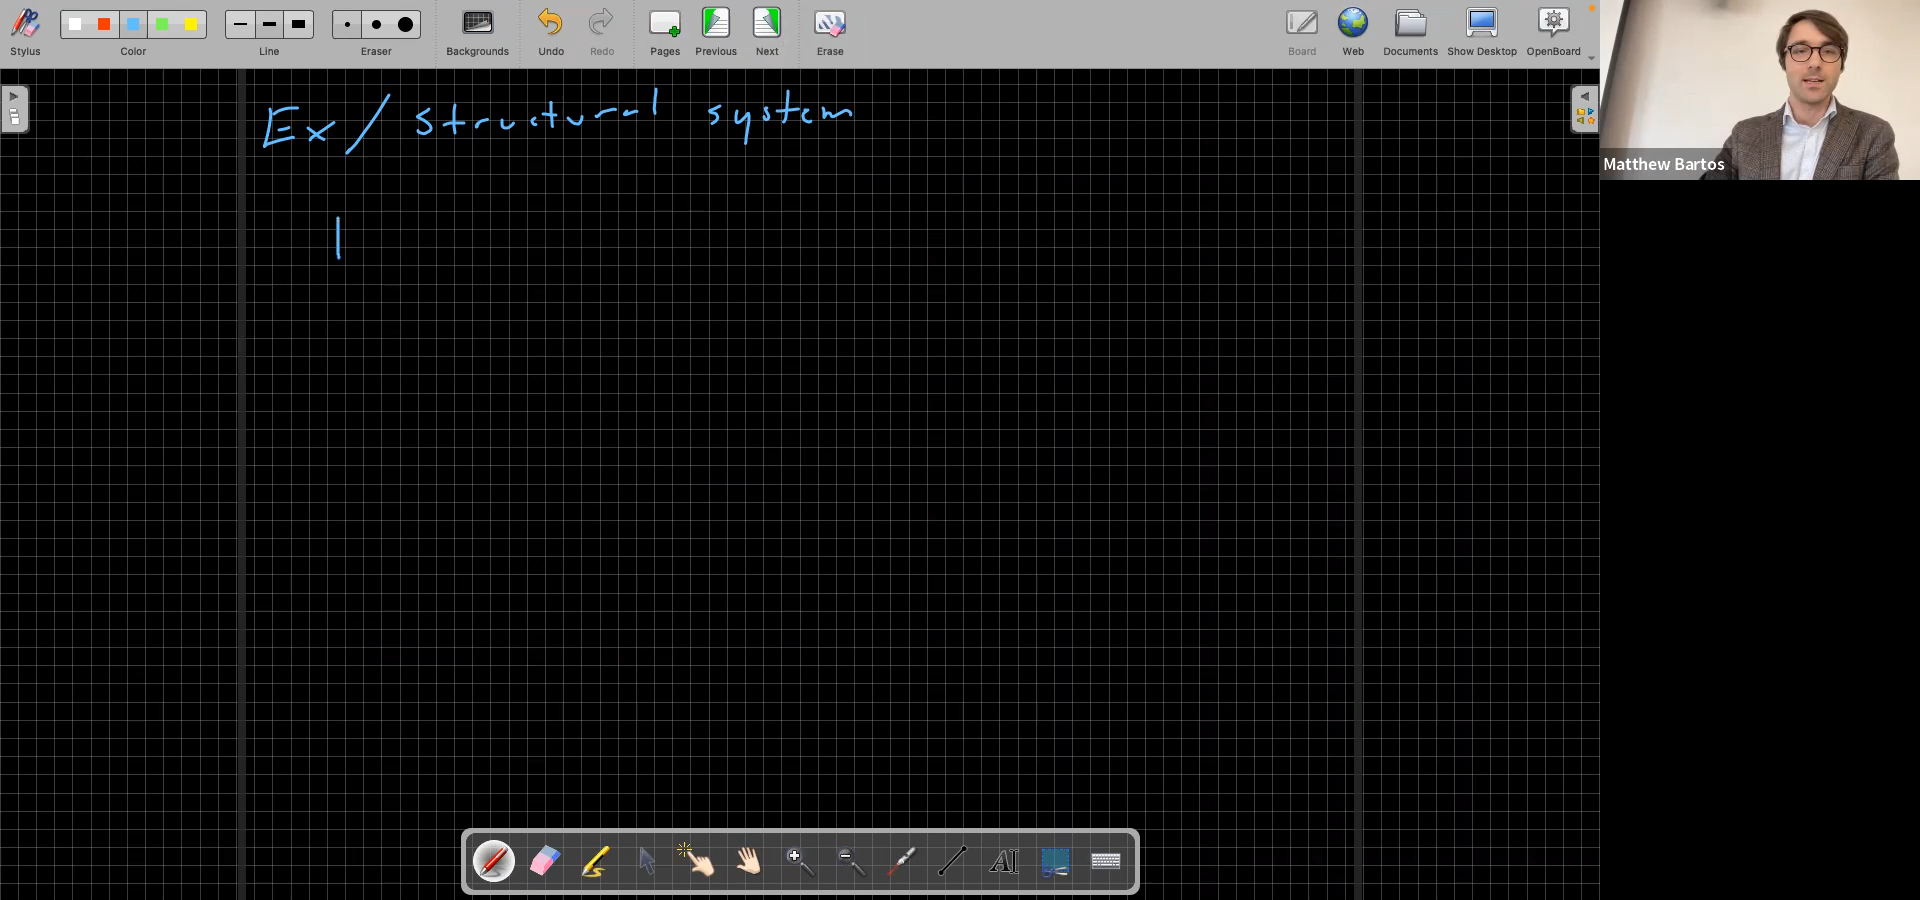 Stylus Color Line Eraser Backgrounds Undo Redo Pages Previous Next Erase Board Web Documents Show Desktop OpenBoard
Ex / structural system
Matthew Bartos
|
AI